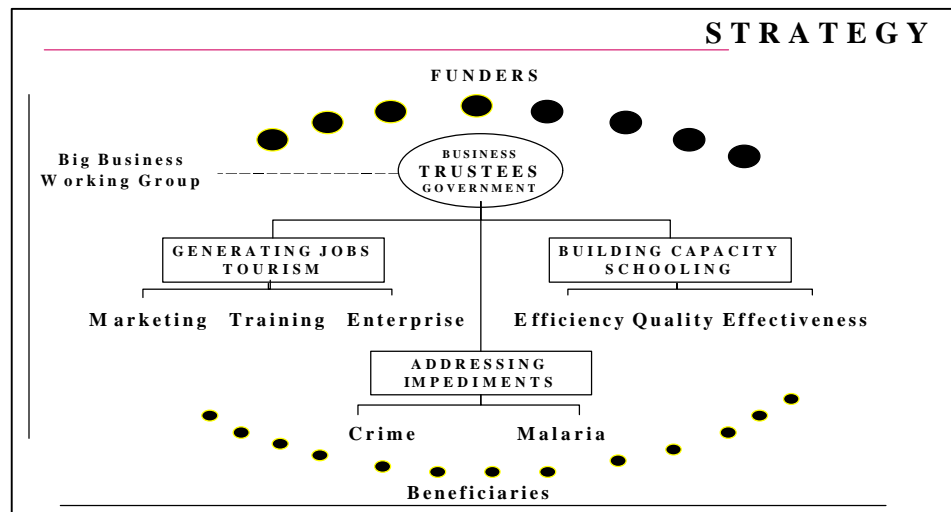 STRATEGY
FUNDERS
BUSINESS
TRUSTEES
GOVERNMENT
Big Business
Working Group
GENERATING JOBS
TOURISM
BUILDING CAPACITY
SCHOOLING
Marketing Training Enterprise
Efficiency Quality Effectiveness
ADDRESSING
IMPEDIMENTS
Crime Malaria
Beneficiaries